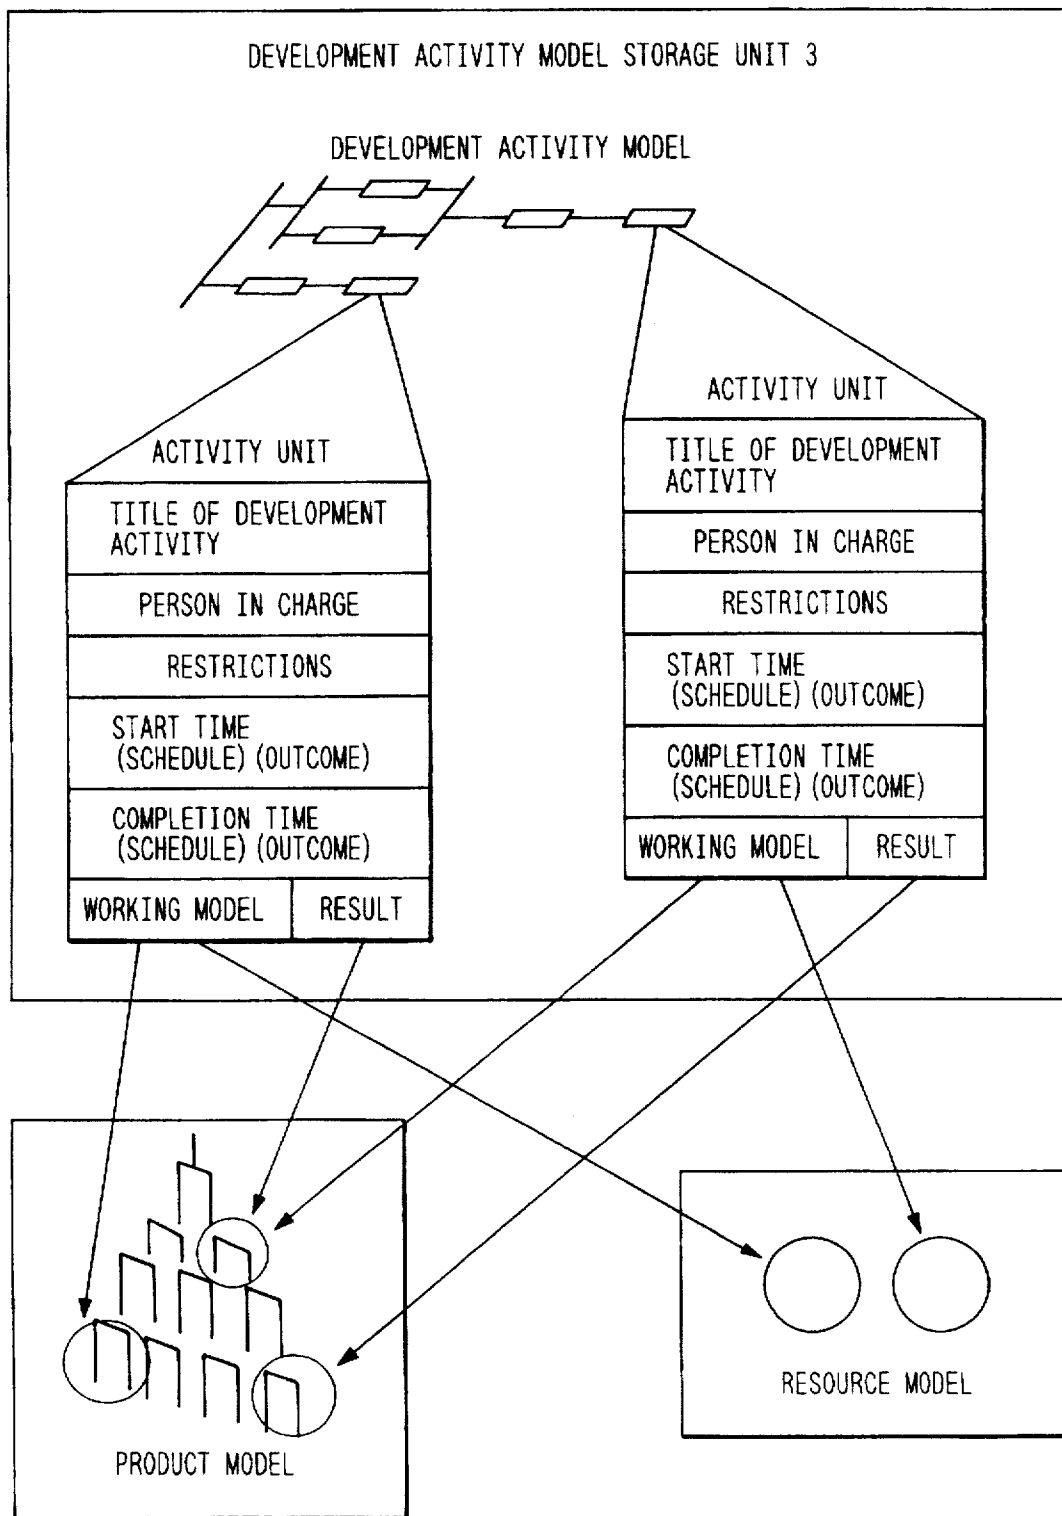 DEVELOPMENT ACTIVITY MODEL STORAGE UNIT 3
DEVELOPMENT ACTIVITY MODEL
ACTIVITY UNIT
TITLE OF DEVELOPMENT
ACTIVITY
PERSON IN CHARGE
RESTRICTIONS
START TIME
(SCHEDULE) (OUTCOME)
COMPLETION TIME
(SCHEDULE) (OUTCOME)
WORKING MODEL
RESULT
ACTIVITY UNIT
TITLE OF DEVELOPMENT
ACTIVITY
PERSON IN CHARGE
RESTRICTIONS
START TIME
(SCHEDULE) (OUTCOME)
COMPLETION TIME
(SCHEDULE) (OUTCOME)
WORKING MODEL
RESULT
PRODUCT MODEL
RESOURCE MODEL